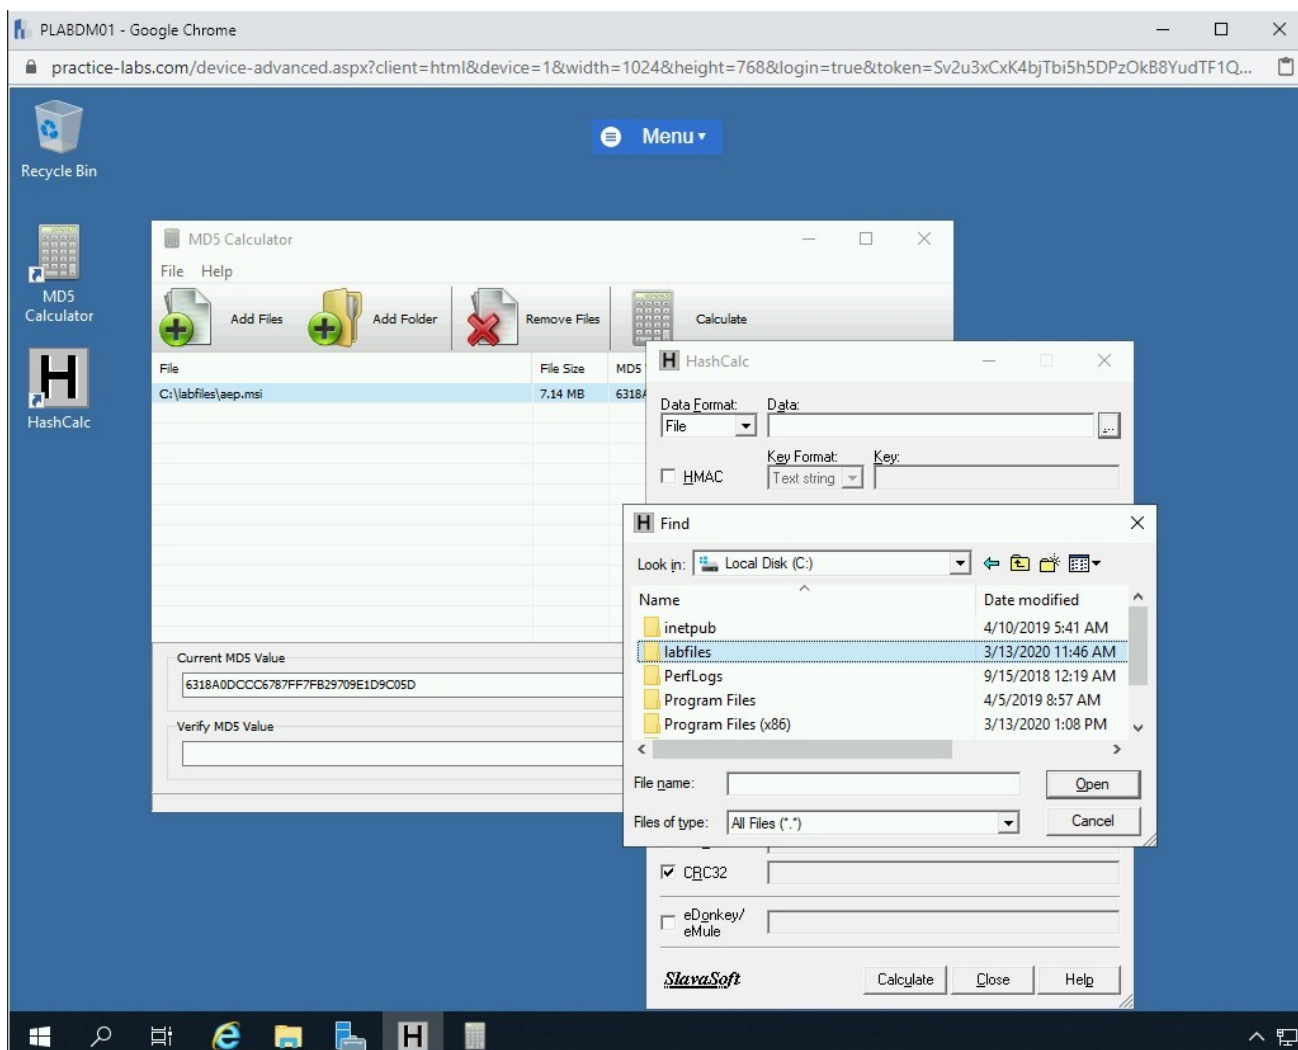 PLABDM01 - Google Chrome
practice-labs.com/device-advanced.aspx?client=html&device=1&width=1024&height=768&login=true&token=Sv2u3xCxK4bjTbi5h5DPzOkB8YudTF1Q...
Recycle Bin
Menu
MD5 Calculator
File Help
MD5
Calculator
Add Files
Add Folder
Remove Files
Calculate
File
File Size
MD5
C:\labfiles\aep.msi
7.14 MB
6318A
H HashCalc
H
HashCalc
Data Format:
Data:
File
...
Key Format:
Key:
HMAC
Text string
H Find
Look in:
Local Disk (C:)
Name
Date modified
inetpub
4/10/2019 5:41 AM
labfiles
3/13/2020 11:46 AM
PerfLogs
9/15/2018 12:19 AM
Program Files
4/5/2019 8:57 AM
Program Files (x86)
3/13/2020 1:08 PM
Current MD5 Value
6318A0DCCC6787FF7FB29709E1D9C05D
Verify MD5 Value
File name:
Open
Files of type:
All Files (*.*)
Cancel
CRC32
eDonkey/
eMule
SlavaSoft
Calculate
Close
Help
H